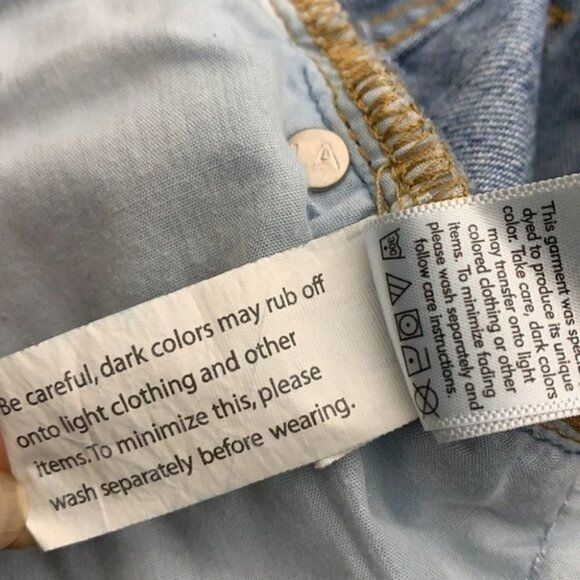 Be careful, dark colors may rub off
onto light clothing and other
items.To minimize this, please
wash separately before wearing.
This garment was
dyed to produce its unique
color. Take care, dark colors
may transfer onto light
colored clothing or other
items. To minimize fading
please wash separately and
follow care instructions.
A